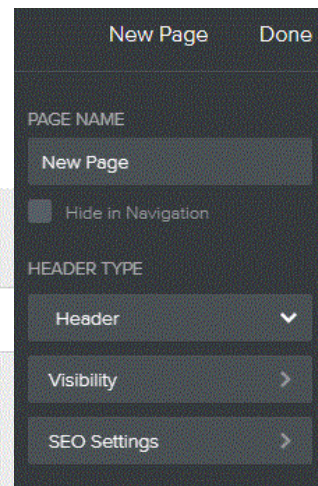 New Page Done
PAGE NAME
New Page
Hide in Navigation
HEADER TYPE
Header
Visibility
SEO Settings